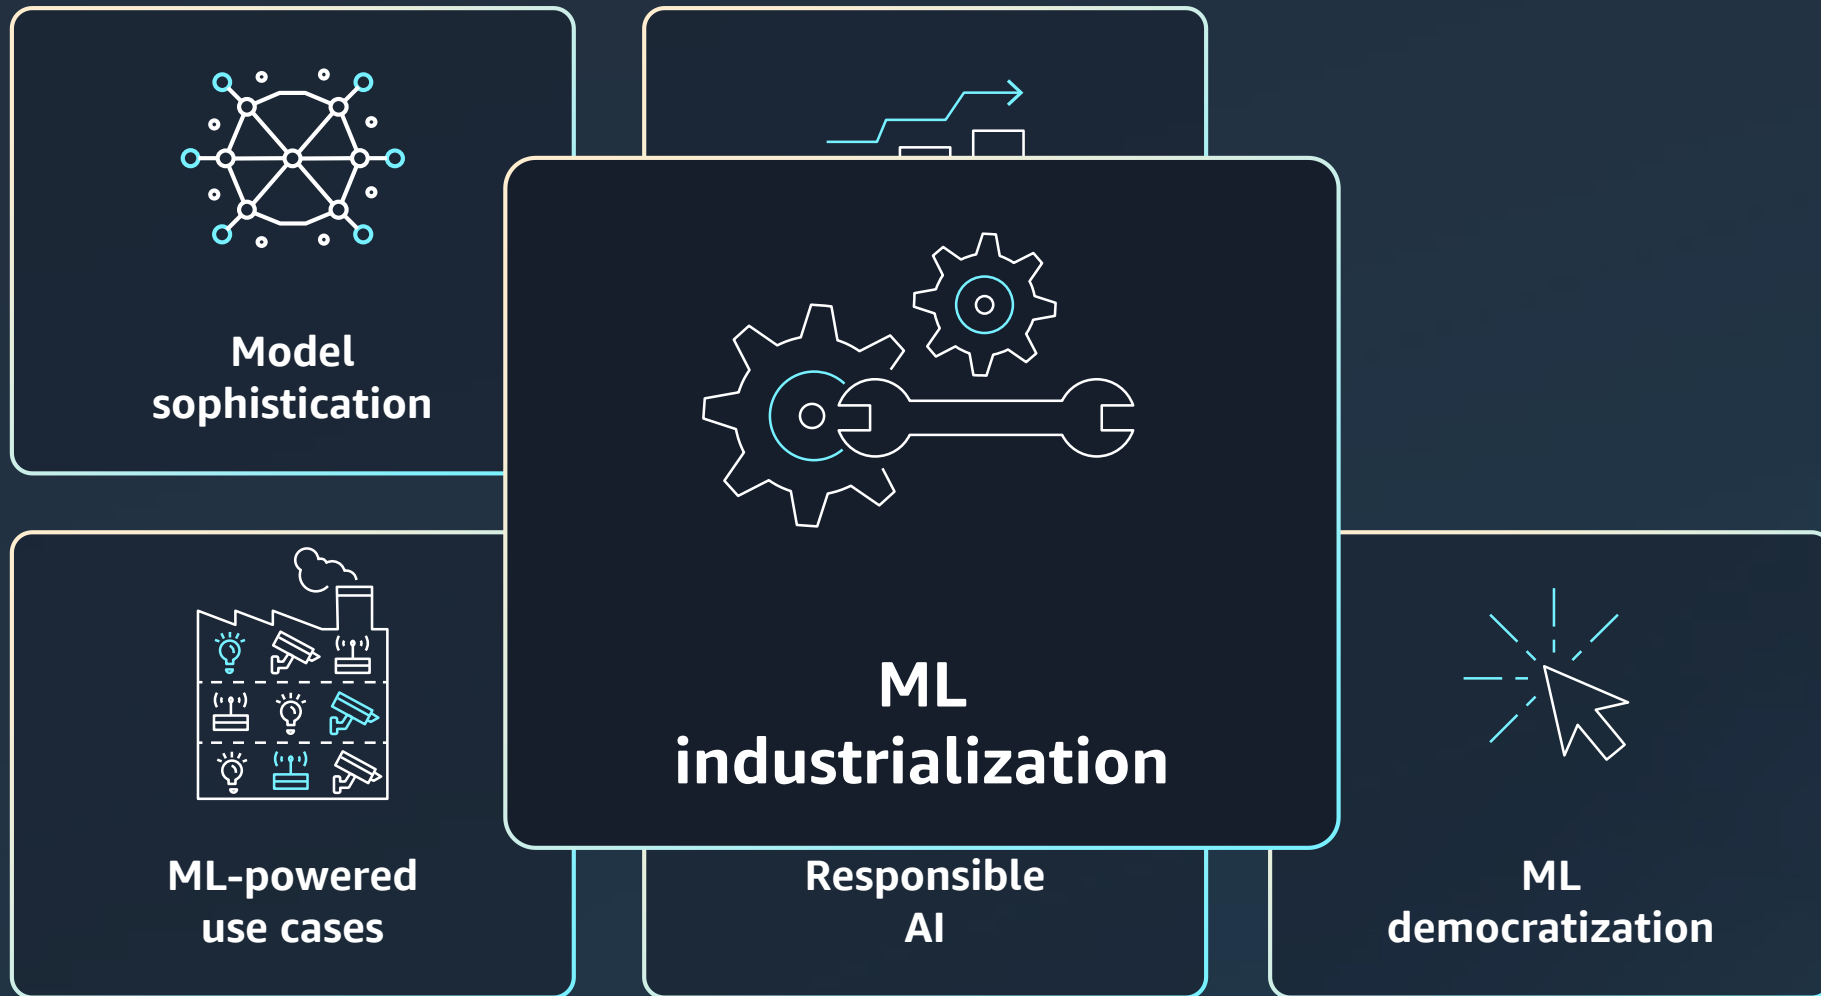 Model
sophistication
ML
industrialization
ML-powered
use cases
Responsible
AI
ML
democratization